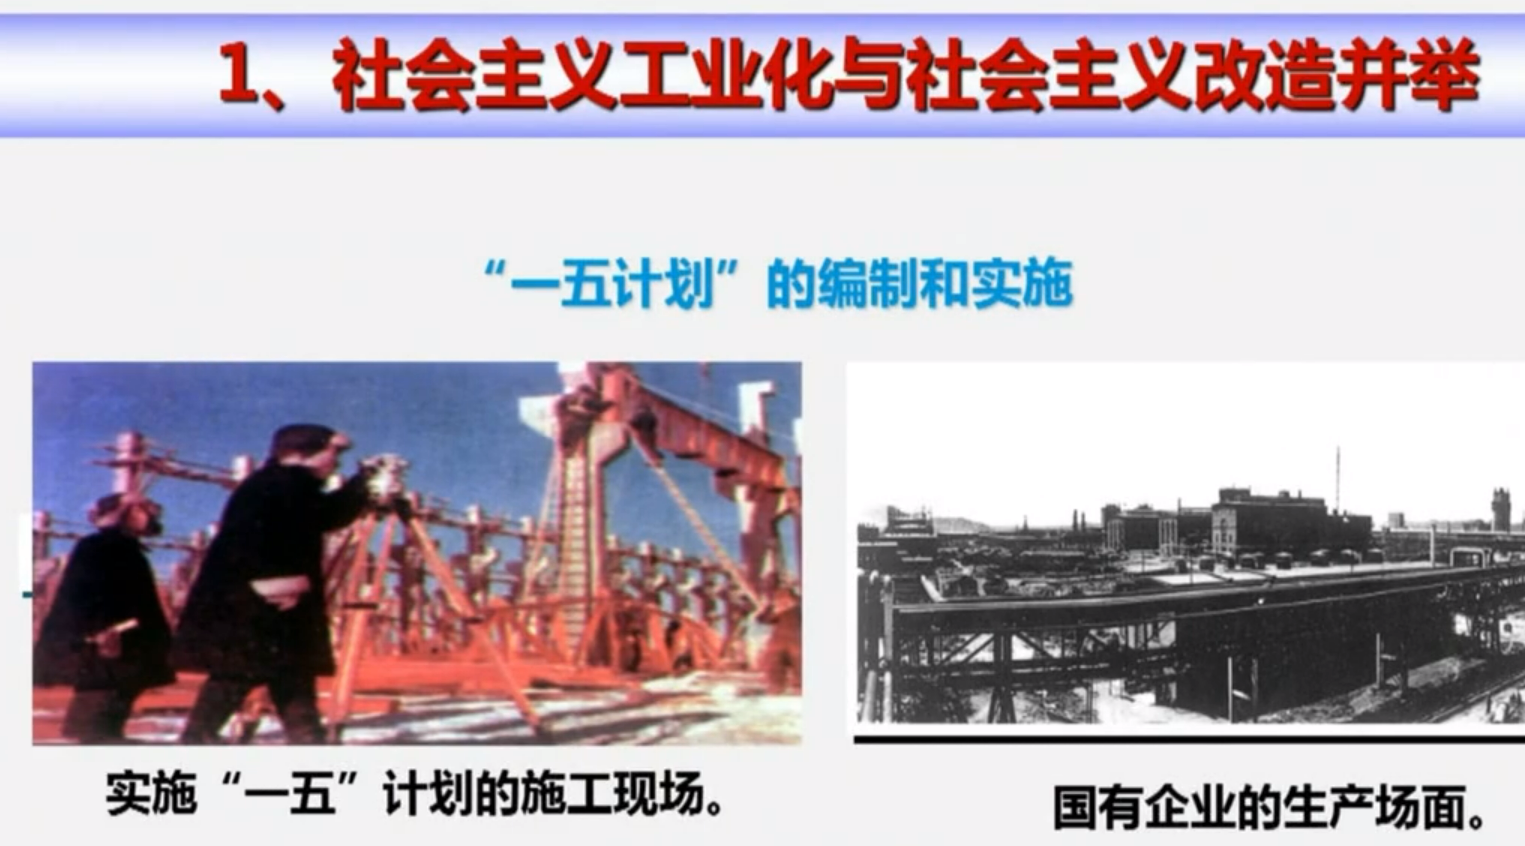 1、社会主义工业化与社会主义改造并举
“一五计划”的编制和实施
实施“一五”计划的施工现场。
国有企业的生产场面。